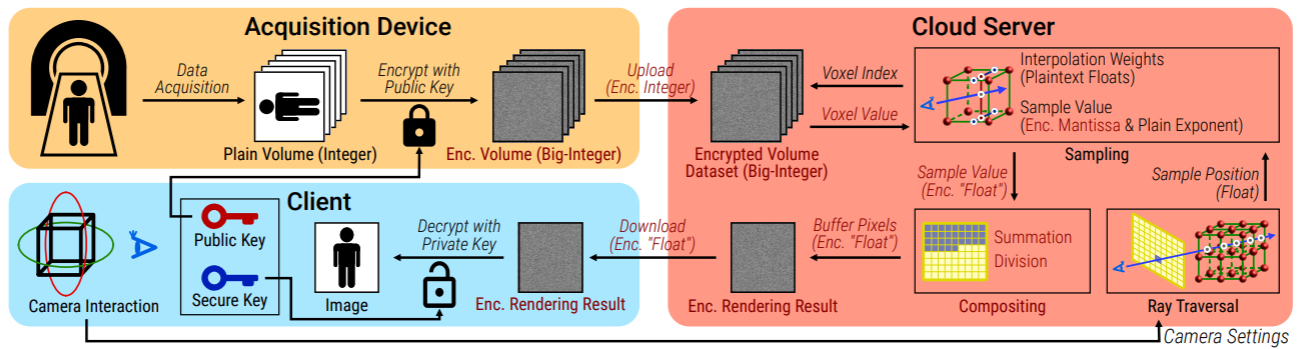 Acquisition Device
Data
Acquisition
Plain Volume (Integer)
Encrypt with
Public Key
Enc. Volume (Big-Integer)
Upload
(Enc. Integer)
Cloud Server
Encrypted Volume
Dataset (Big-Integer)
Voxel Index
Voxel Value
Interpolation Weights
(Plaintext Floats)
Sample Value
(Enc. Mantissa & Plain Exponent)
Sampling
Sample Value
(Enc. "Float")
Sample Position
(Float)
Client
Camera Interaction
Public Key
Secure Key
Image
Decrypt with
Private Key
Enc. Rendering Result
Download
(Enc. "Float")
Enc. Rendering Result
Buffer Pixels
(Enc. "Float")
Summation
Division
Compositing
Ray Traversal
Camera Settings